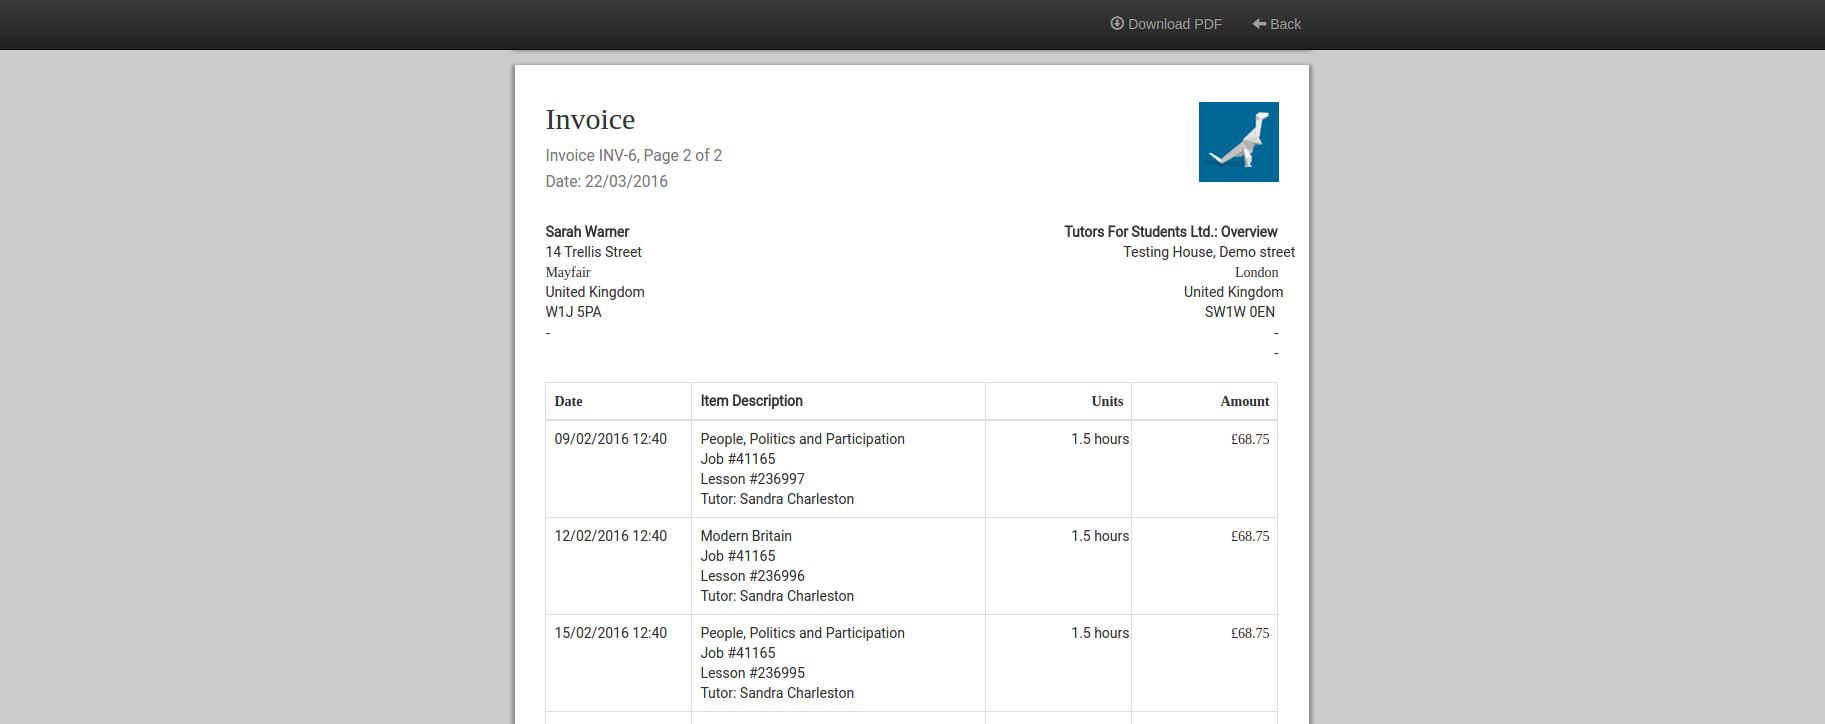 Download PDF Back
Invoice
Invoice INV-6, Page 2 of 2
Date: 22/03/2016
Sarah Warner
14 Trellis Street
Mayfair
United Kingdom
W1J 5PA
-
Tutors For Students Ltd.: Overview
Testing House, Demo street
London
United Kingdom
SW1W 0EN
-
-
Date Item Description Units Amount
09/02/2016 12:40 People, Politics and Participation 1.5 hours £68.75
Job #41165
Lesson #236997
Tutor: Sandra Charleston
12/02/2016 12:40 Modern Britain 1.5 hours £68.75
Job #41165
Lesson #236996
Tutor: Sandra Charleston
15/02/2016 12:40 People, Politics and Participation 1.5 hours £68.75
Job #41165
Lesson #236995
Tutor: Sandra Charleston